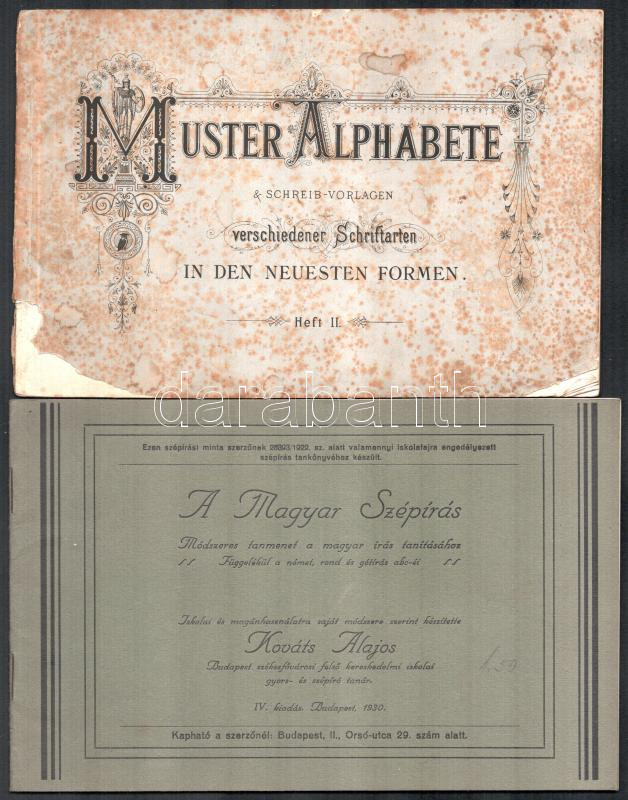 MUSTER ALPHABETE
& SCHREIB-VORLAGEN
verschiedener Schriftarten
IN DEN NEUESTEN FORMEN.
Heft II.
darabanth
Ezen szépírási minta szerzőnek 28393/1922. sz. alatt valamennyi iskolafajra engedélyezett
szépírás tankönyvéhez készült.
A Magyar Szépírás
Módszeres tanmenet a magyar írás tanításához
Függelékül a német, rond és gótírás abc-éi
Iskolai és magánhasználatra saját módszere szerint készítette
Kováts Alajos
Budapest székesfővárosi felső kereskedelmi iskolai
gyors- és szépíró tanár.
IV. kiadás. Budapest, 1930.
Kapható a szerzőnél: Budapest, II., Orsó-utca 29. szám alatt.